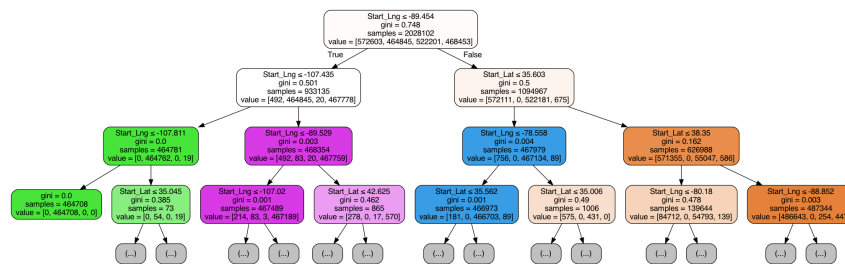 Start_Lng ≤ -89.454
gini = 0.748
samples = 2028102
value = [572603, 464845, 522201, 468453]
True
False
Start_Lng ≤ -107.435
gini = 0.501
samples = 933135
value = [492, 464845, 20, 467778]
Start_Lat ≤ 35.603
gini = 0.5
samples = 1094967
value = [572111, 0, 522181, 675]
Start_Lng ≤ -107.811
gini = 0.0
samples = 464781
value = [0, 464762, 0, 19]
Start_Lng ≤ -89.529
gini = 0.003
samples = 468354
value = [492, 83, 20, 467759]
Start_Lng ≤ -78.558
gini = 0.004
samples = 467979
value = [756, 0, 467134, 89]
Start_Lat ≤ 38.35
gini = 0.162
samples = 626988
value = [571355, 0, 55047, 586]
gini = 0.0
samples = 464708
value = [0, 464708, 0, 0]
Start_Lat ≤ 35.045
gini = 0.385
samples = 73
value = [0, 54, 0, 19]
Start_Lng ≤ -107.02
gini = 0.001
samples = 467489
value = [214, 83, 3, 467189]
Start_Lat ≤ 42.625
gini = 0.462
samples = 865
value = [278, 0, 17, 570]
Start_Lat ≤ 35.562
gini = 0.001
samples = 466973
value = [181, 0, 466703, 89]
Start_Lat ≤ 35.006
gini = 0.49
samples = 1006
value = [575, 0, 431, 0]
Start_Lng ≤ -80.18
gini = 0.478
samples = 139644
value = [84712, 0, 54793, 139]
Start_Lng ≤ -88.852
gini = 0.003
samples = 487344
value = [486643, 0, 254, 44
(...)
(...)
(...)
(...)
(...)
(...)
(...)
(...)
(...)
(...)
(...)
(...)
(...)
(...)